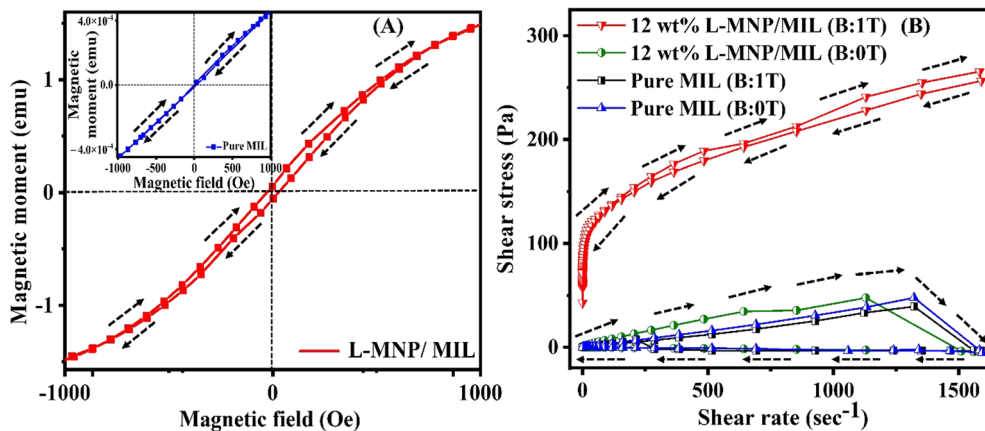 (A)
Magnetic moment (emu)
1
0
-1
-1000
0
1000
Magnetic field (Oe)
L-MNP/ MIL
Magnetic
moment (emu)
4.0×10⁻⁴
0.0
−4.0×10⁻⁴
-1000
-500
0
500
1000
Magnetic field (Oe)
Pure MIL
(B)
12 wt% L-MNP/MIL (B:1T)
12 wt% L-MNP/MIL (B:0T)
Pure MIL (B:1T)
Pure MIL (B:0T)
Shear stress (Pa)
300
250
200
150
100
50
0
0
500
1000
1500
Shear rate (sec⁻¹)